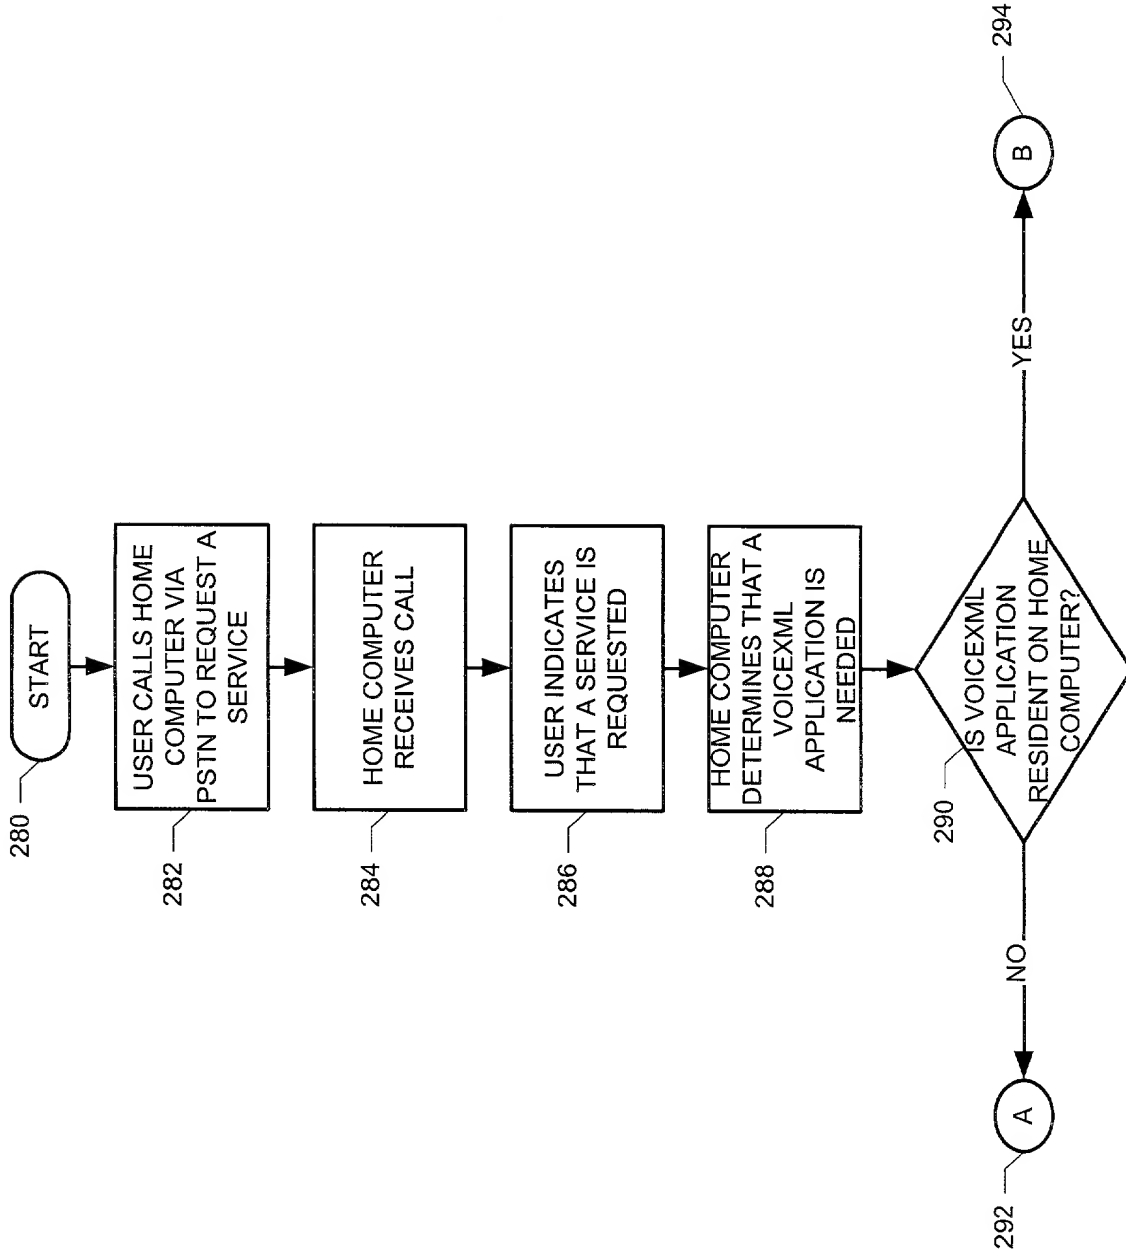 START
280
USER CALLS HOME
COMPUTER VIA
PSTN TO REQUEST A
SERVICE
282
HOME COMPUTER
RECEIVES CALL
284
USER INDICATES
THAT A SERVICE IS
REQUESTED
286
HOME COMPUTER
DETERMINES THAT A
VOICEXML
APPLICATION IS
NEEDED
288
IS VOICEXML
APPLICATION
RESIDENT ON HOME
COMPUTER?
290
NO
A
292
YES
B
294